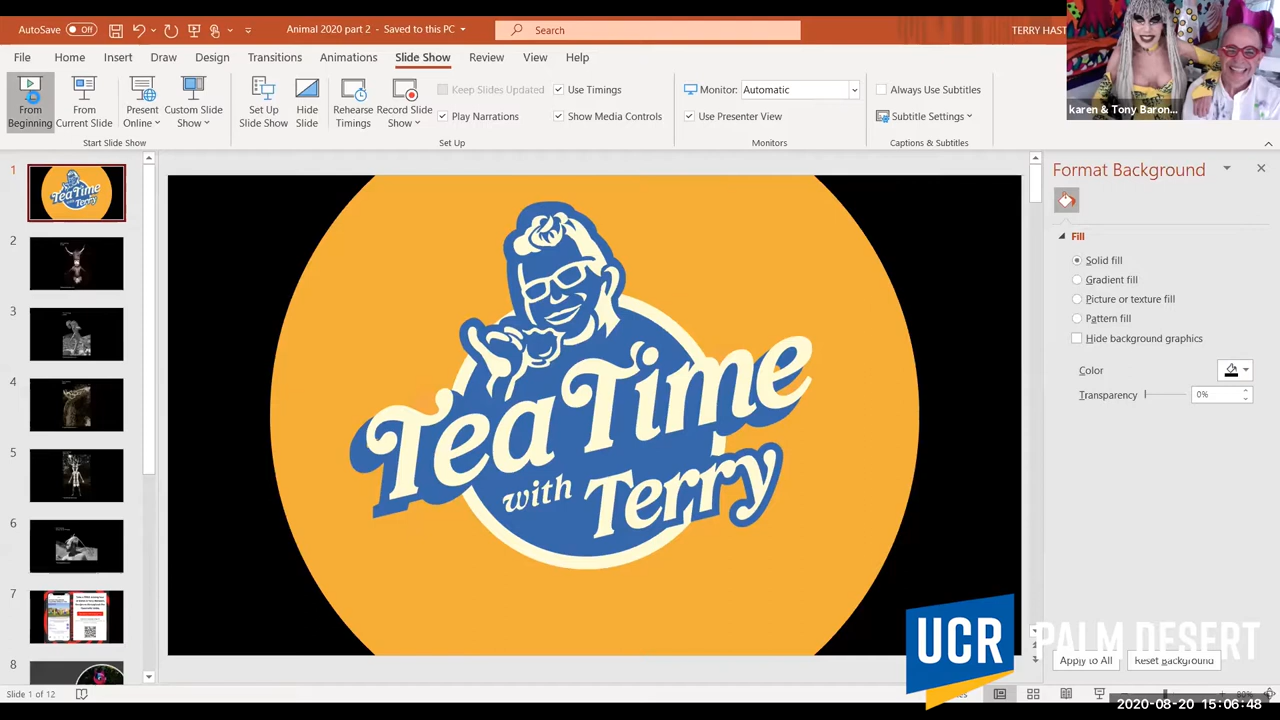 AutoSave Off
Animal 2020 part 2 - Saved to this PC
Search
TERRY HAST
File Home Insert Draw Design Transitions Animations Slide Show Review View Help
From Beginning
From Current Slide
Present Online
Custom Slide Show
Start Slide Show
Set Up Slide Show
Hide Slide
Rehearse Timings
Record Slide Show
Keep Slides Updated
Use Timings
Play Narrations
Show Media Controls
Set Up
Monitor: Automatic
Use Presenter View
Monitors
Always Use Subtitles
Subtitle Settings
Captions & Subtitles
karen & Tony Baron...
1
2
3
4
5
6
7
8
Tea Time
with Terry
Tea Time
with Terry
Format Background
Fill
Solid fill
Gradient fill
Picture or texture fill
Pattern fill
Hide background graphics
Color
Transparency 0%
Apply to All
Reset Background
UCR PALM DESERT
Slide 1 of 12
80%
2020-08-20 15:06:48